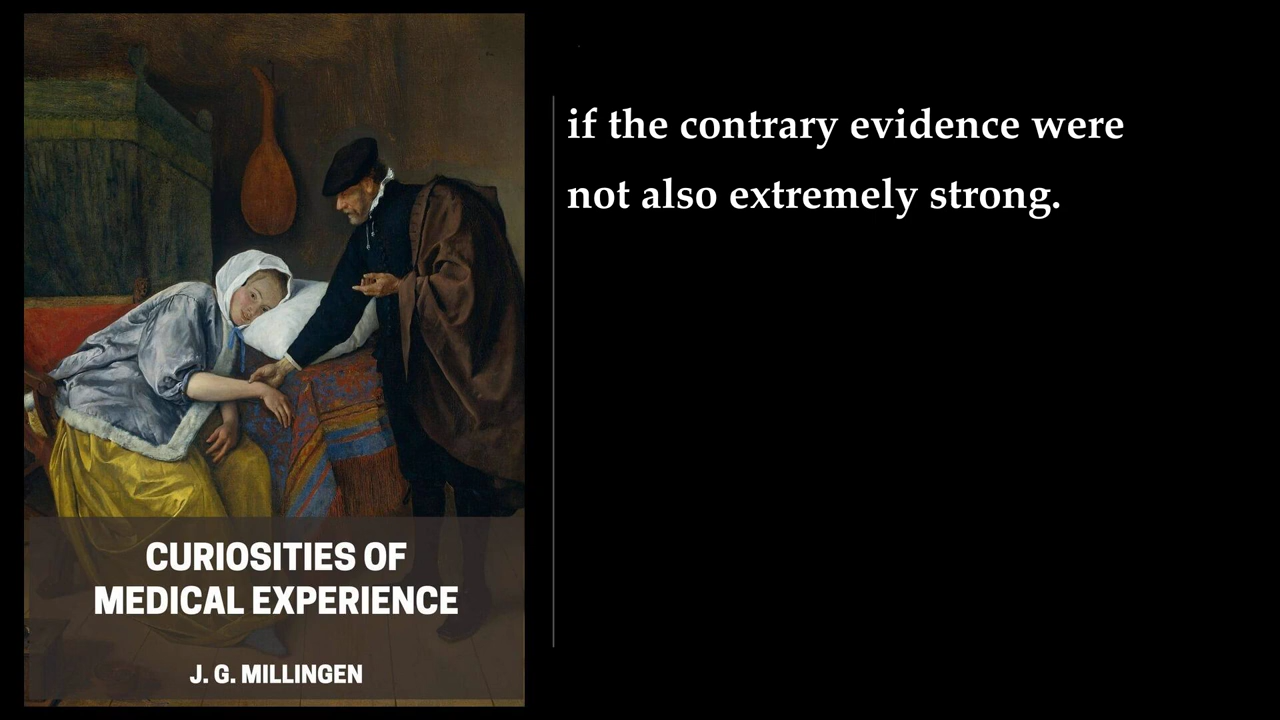 if the contrary evidence were
not also extremely strong.
CURIOSITIES OF
MEDICAL EXPERIENCE
J. G. MILLINGEN